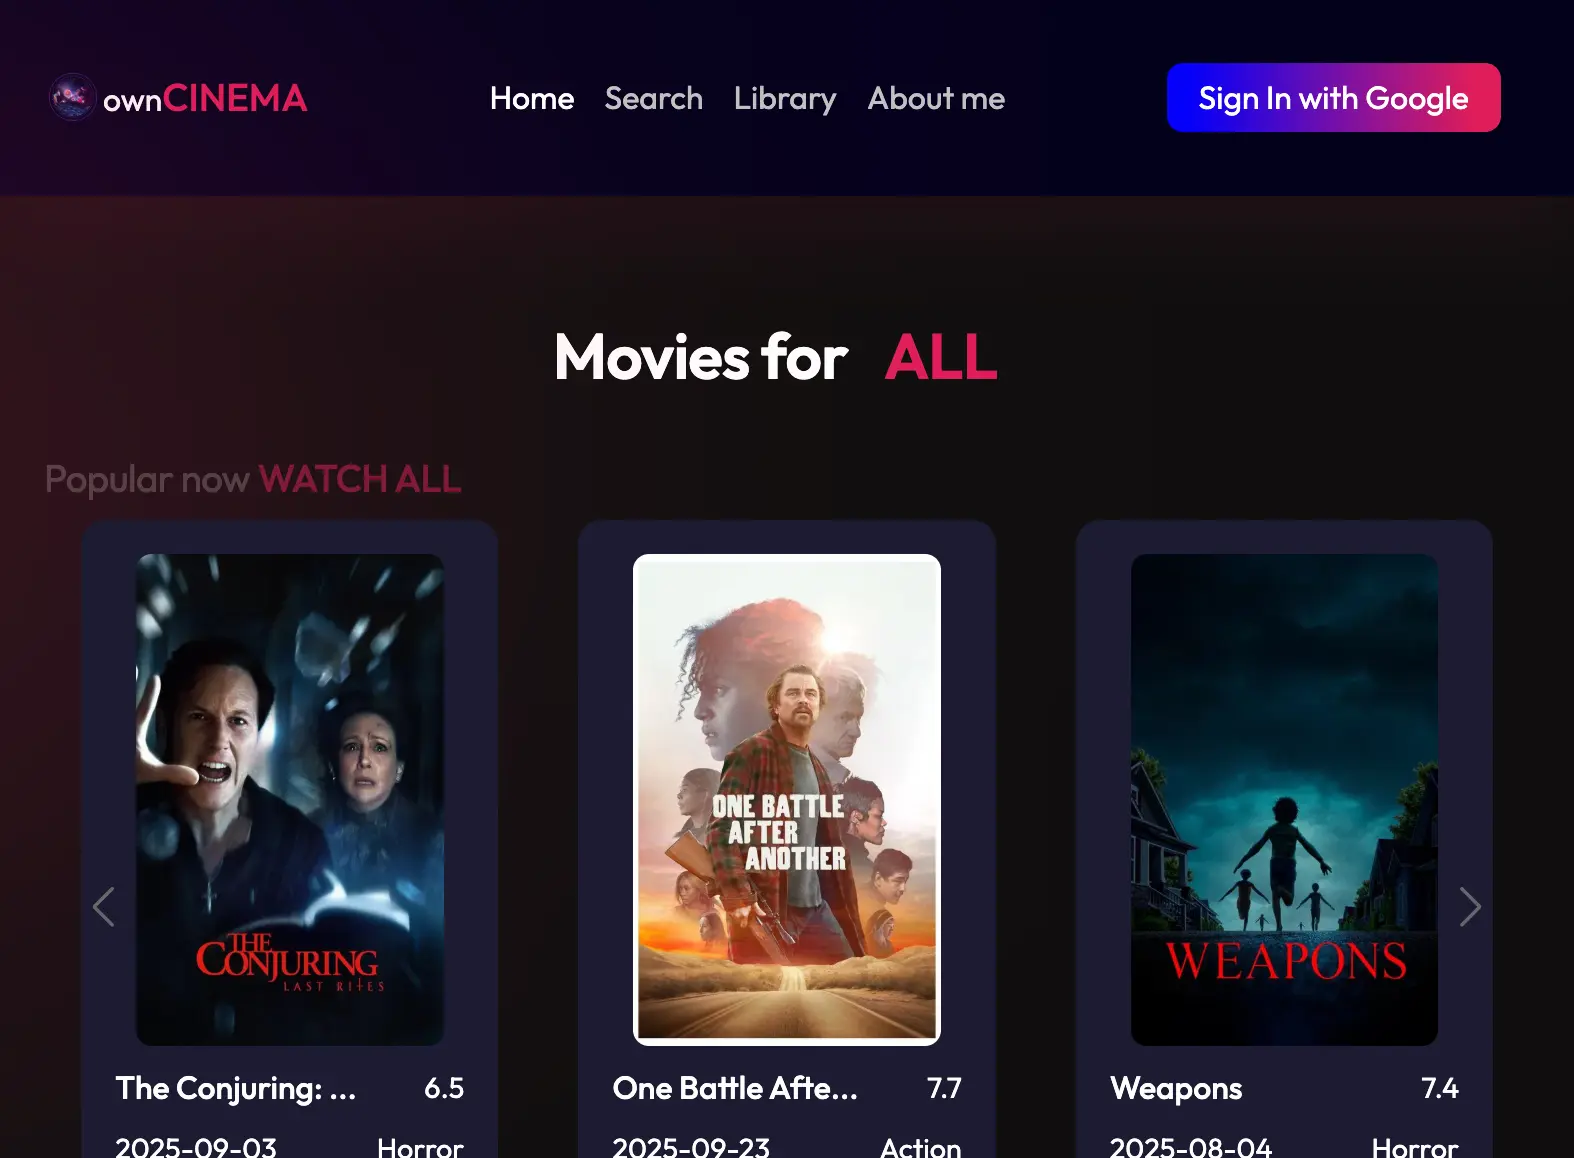 ownCINEMA
Home Search Library About me
Sign In with Google
Movies for ALL
Popular now WATCH ALL
THE
CONJURING
LAST RITES
ONE BATTLE
AFTER
ANOTHER
WEAPONS
The Conjuring: ... 6.5
2025-09-03 Horror
One Battle Afte... 7.7
2025-09-23 Action
Weapons 7.4
2025-08-04 Horror